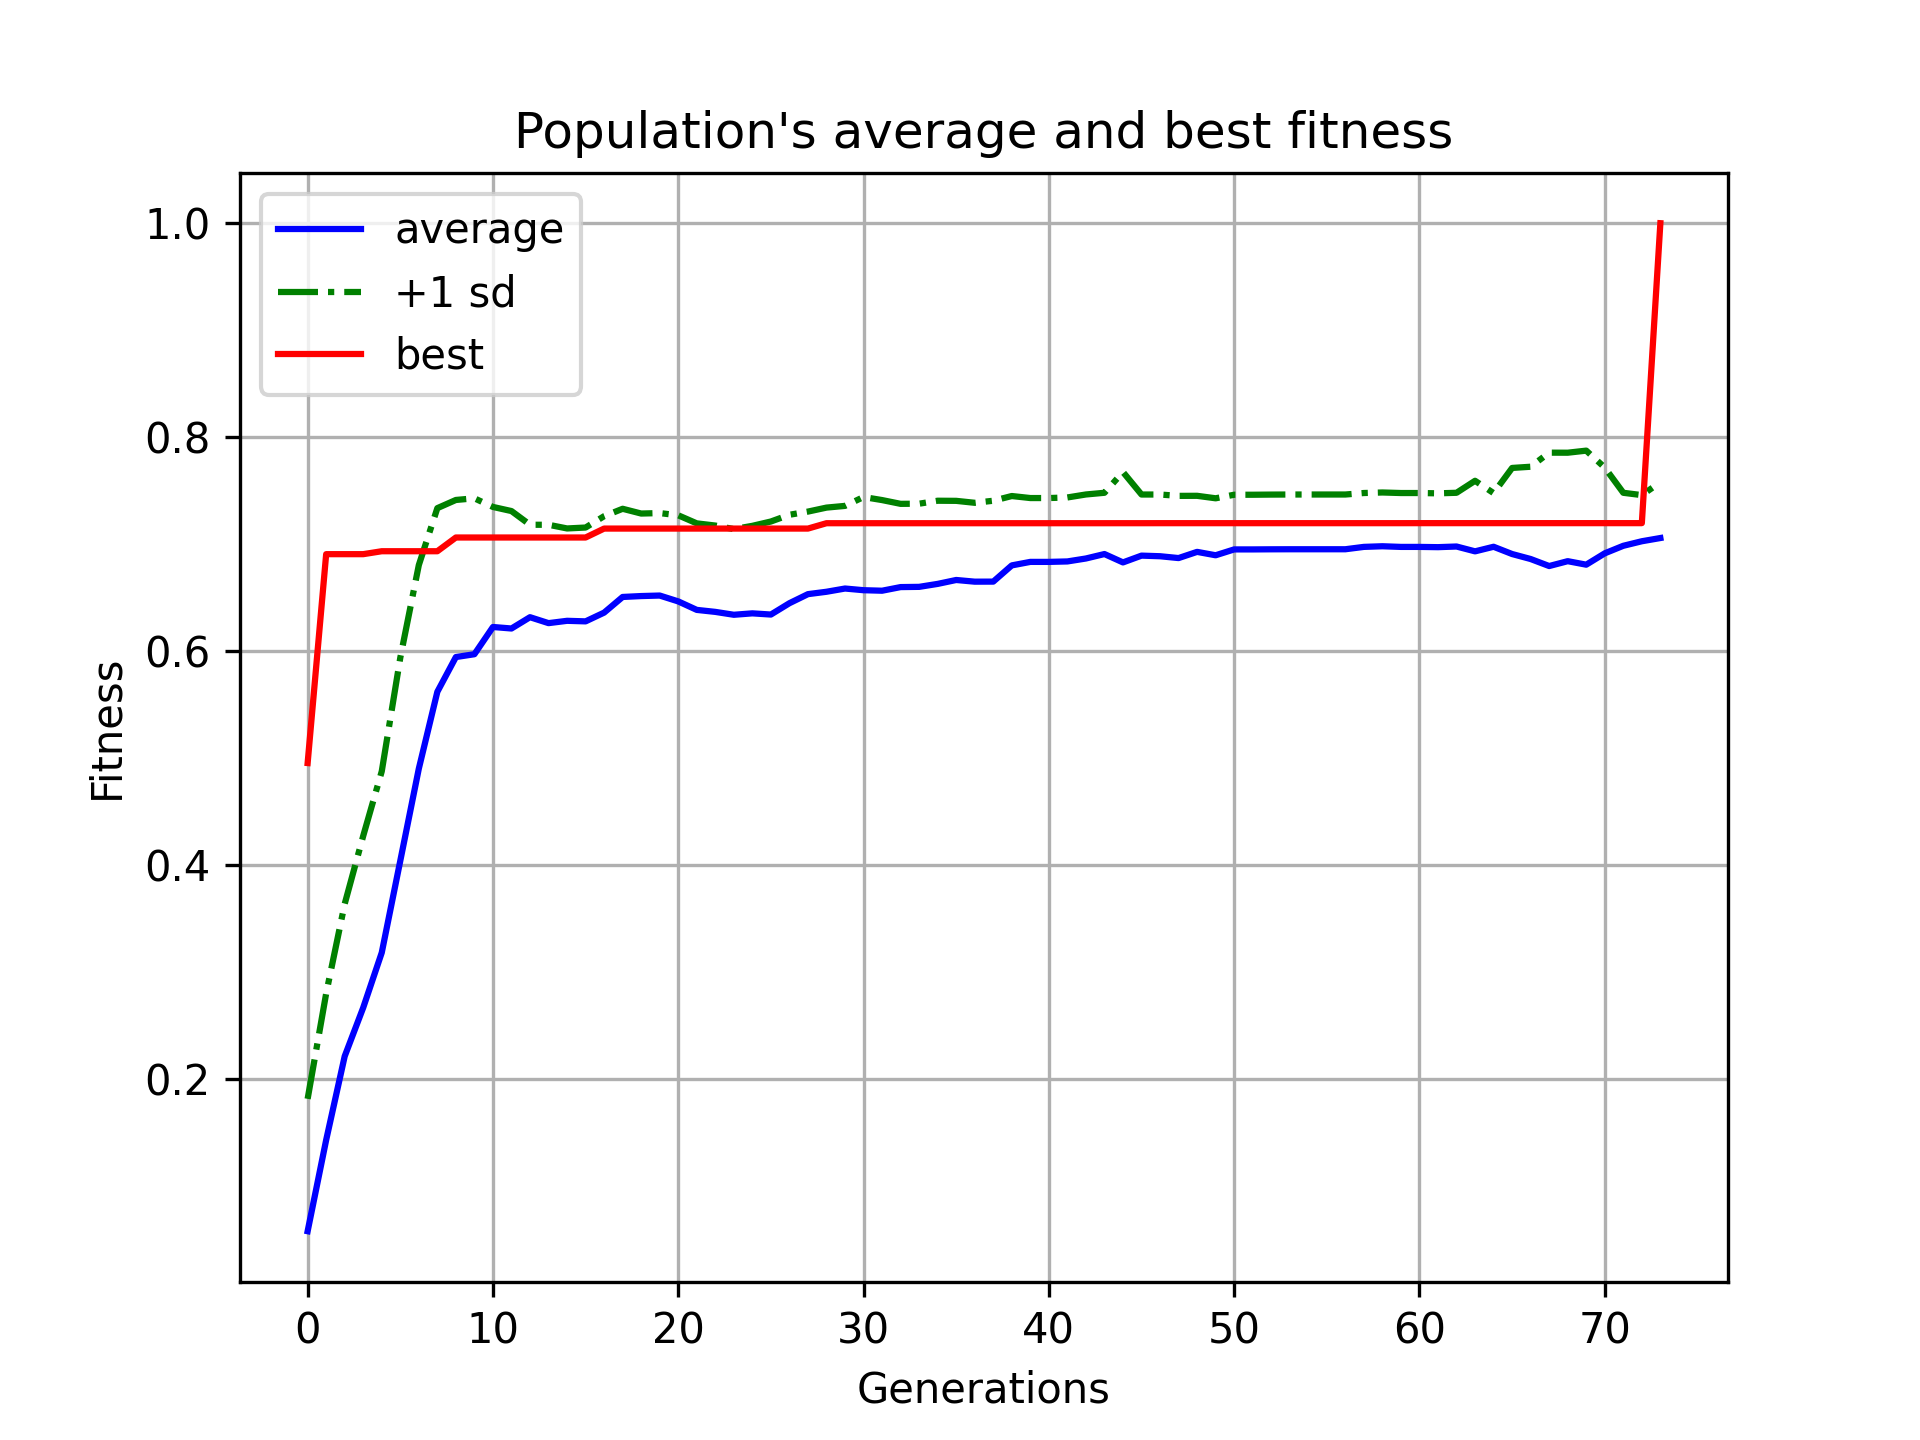 Population's average and best fitness
average
+1 sd
best
1.0
0.8
0.6
0.4
0.2
Fitness
0 10 20 30 40 50 60 70
Generations